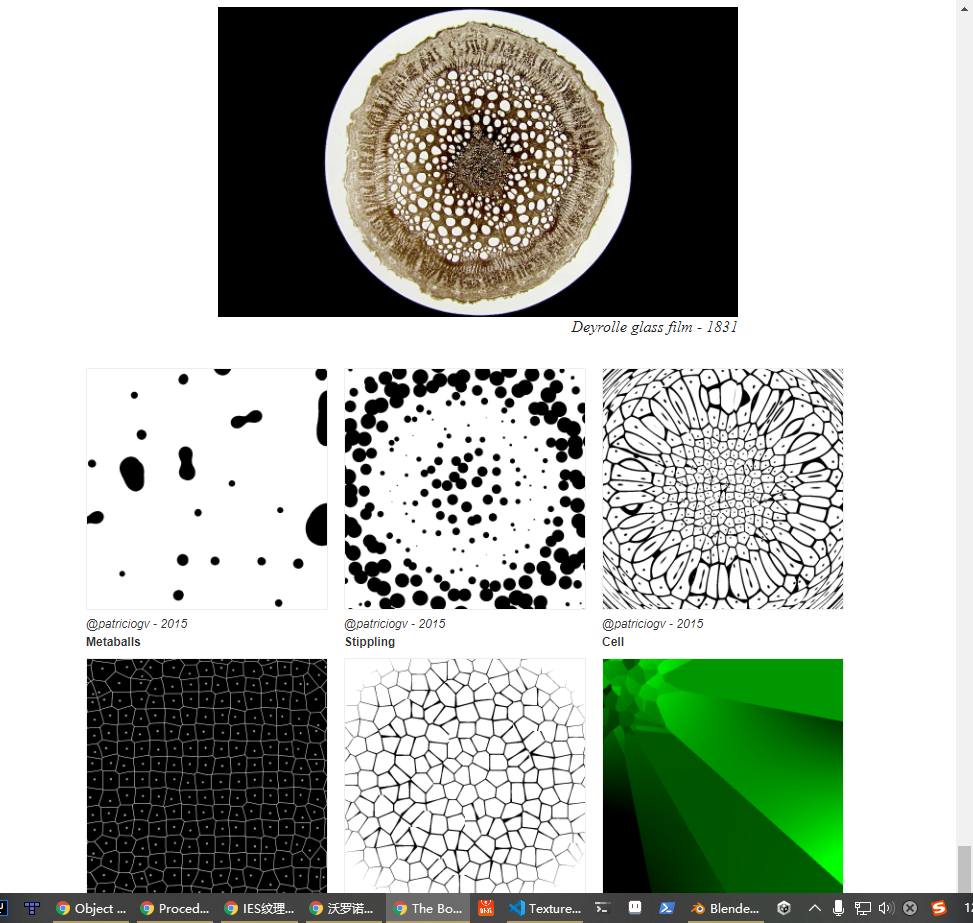 Deyrolle glass film - 1831
@patriciogv - 2015
@patriciogv - 2015
@patriciogv - 2015
Metaballs
Stippling
Cell
Object ...
Proced...
IES纹理...
沃罗诺...
The Bo...
Texture...
Blende...